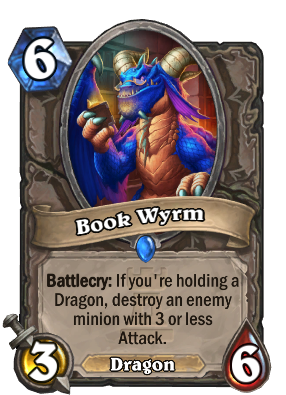 6
Book Wyrm
Battlecry: If you're holding a
Dragon, destroy an enemy
minion with 3 or less
Attack.
Dragon
3
6